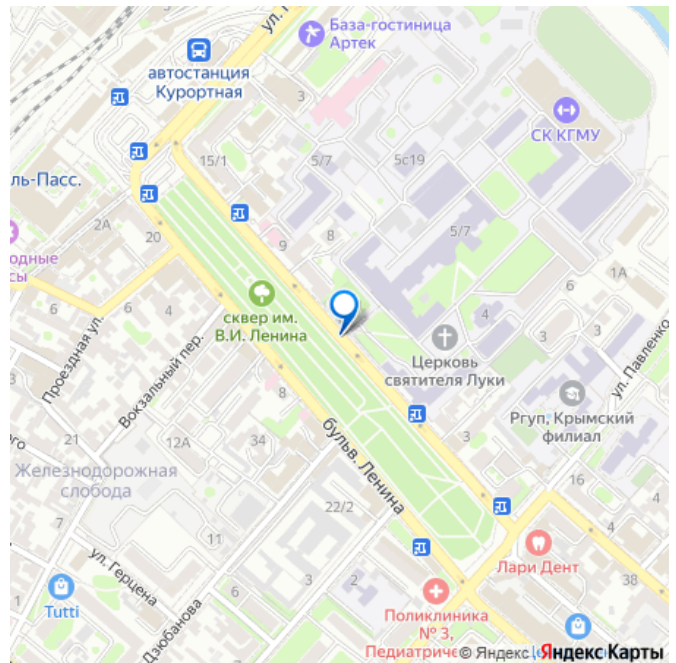 ул.
База-гостиница
Артек
автостанция
Курортная
3
СК КГМУ
15/1
5/7
5с19
ль-Пасс.
2А
20
9
8
5/7
6
1А
одные
сы
6
4
сквер им.
В.И. Ленина
4
Церковь
святителя Луки
ул. Павленко
Проездная ул.
Вокзальный пер.
8
Ргуп, Крымский
филиал
ого
21
12А
34
3
бульв. Ленина
Железнодорожная
слобода
16
4
22/2
7
11
4
ул. Герцена
Лари Дент
6
3
2
38
Tutti
Дзюбанова
Поликлиника
№ 3,
Педиатриче
© Яндекс
Яндекс Карты